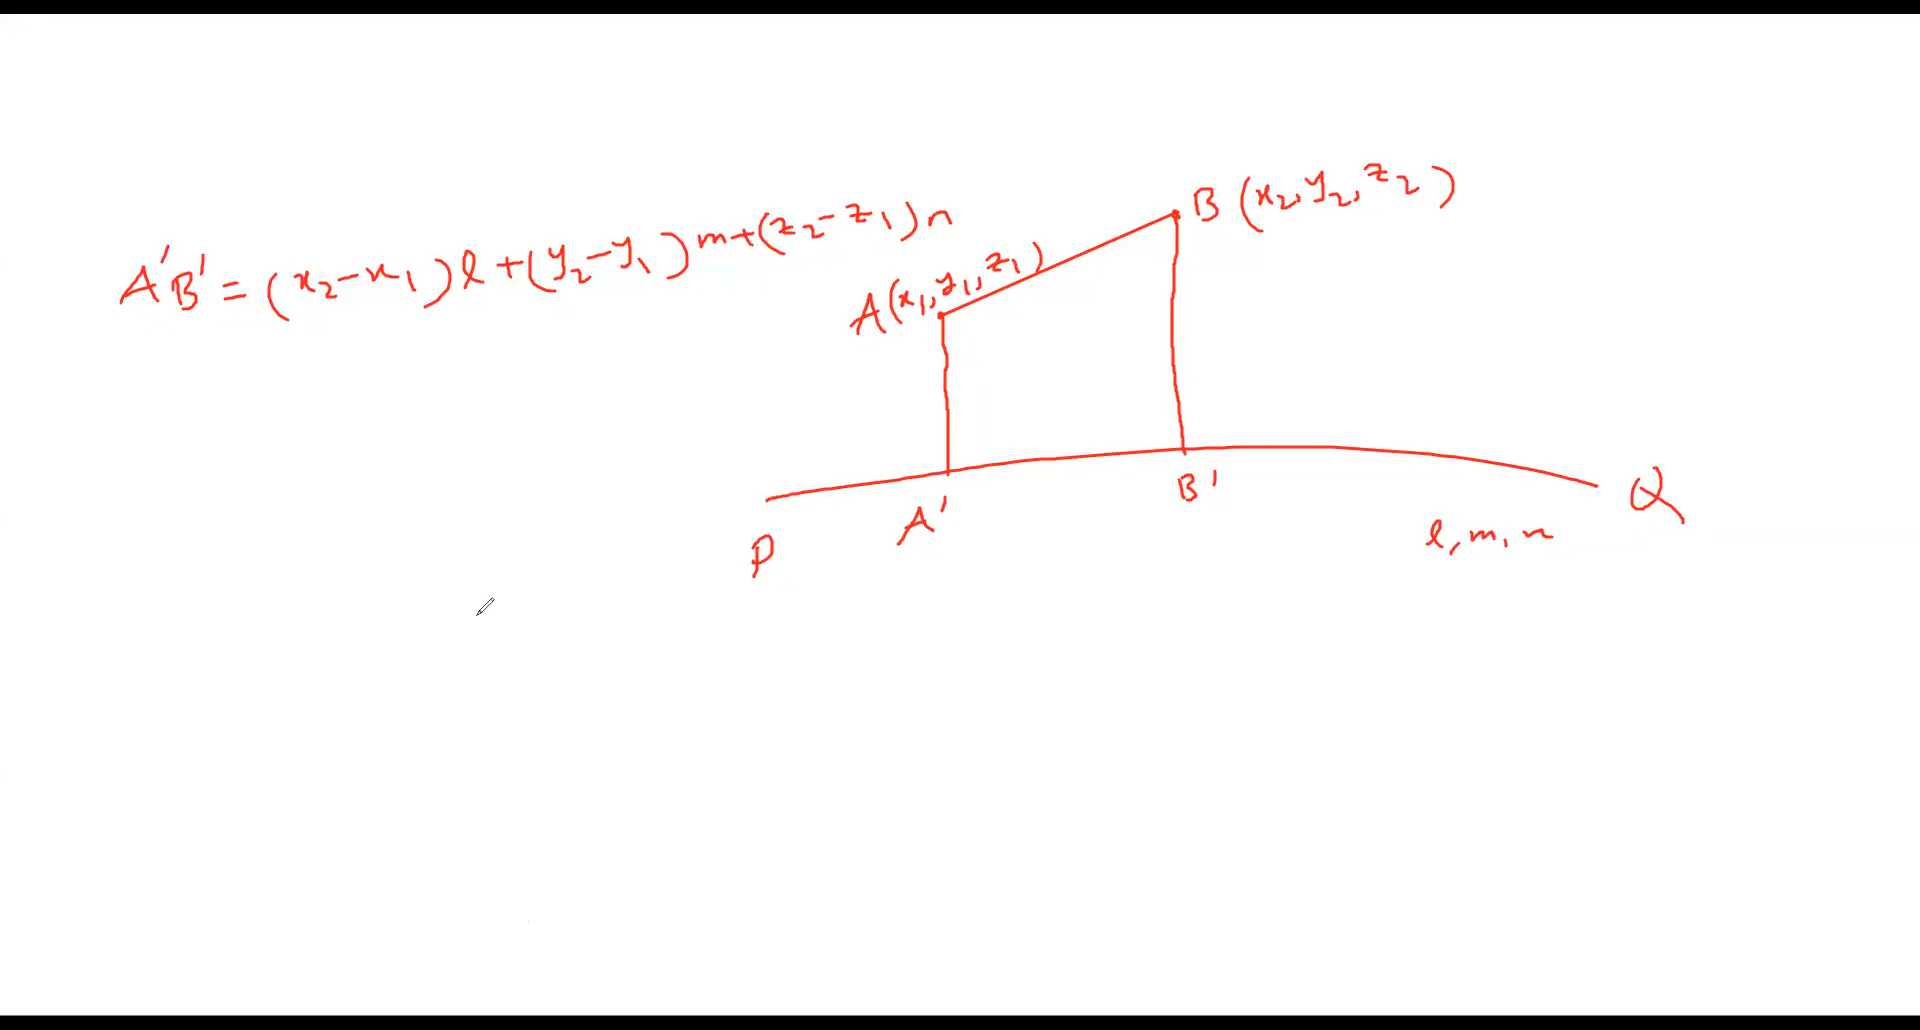 A'B' = (x₂-x₁)l+(y₂-y₁)m+(z₂-z₁)n
B (x₂, y₂, z₂)
A(x₁, y₁, z₁)
A'
B'
P
Q
l, m, n